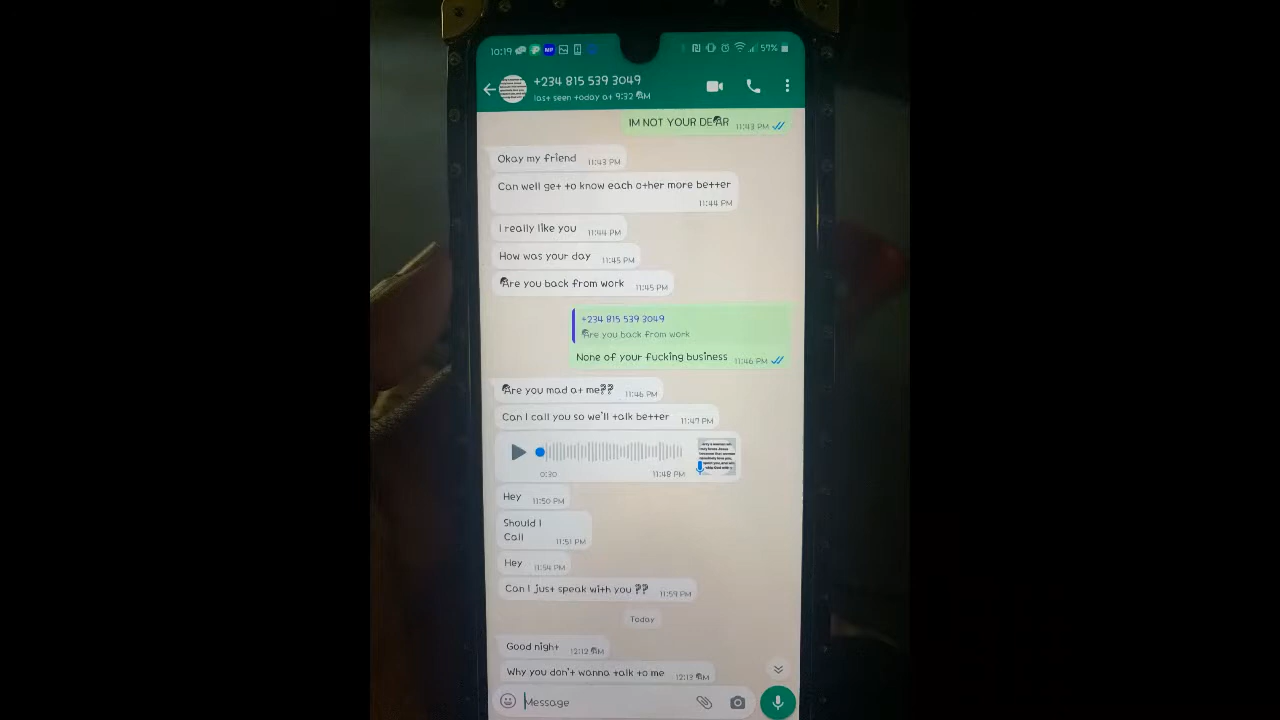 10:19
57%
+234 815 539 3049
last seen today at 9:32 AM
IM NOT YOUR DEAR 11:43 PM
Okay my friend 11:43 PM
Can well get to know each other more better
11:44 PM
I really like you 11:44 PM
How was your day 11:45 PM
Are you back from work 11:45 PM
+234 815 539 3049
Are you back from work
None of your fucking business 11:46 PM
Are you mad at me?? 11:46 PM
Can I call you so we'll talk better 11:47 PM
0:30 11:48 PM
Hey 11:50 PM
Should I
Call 11:51 PM
Hey 11:54 PM
Can I just speak with you ?? 11:59 PM
Today
Good night 12:12 AM
Why you don't wanna talk to me 12:13 AM
Message